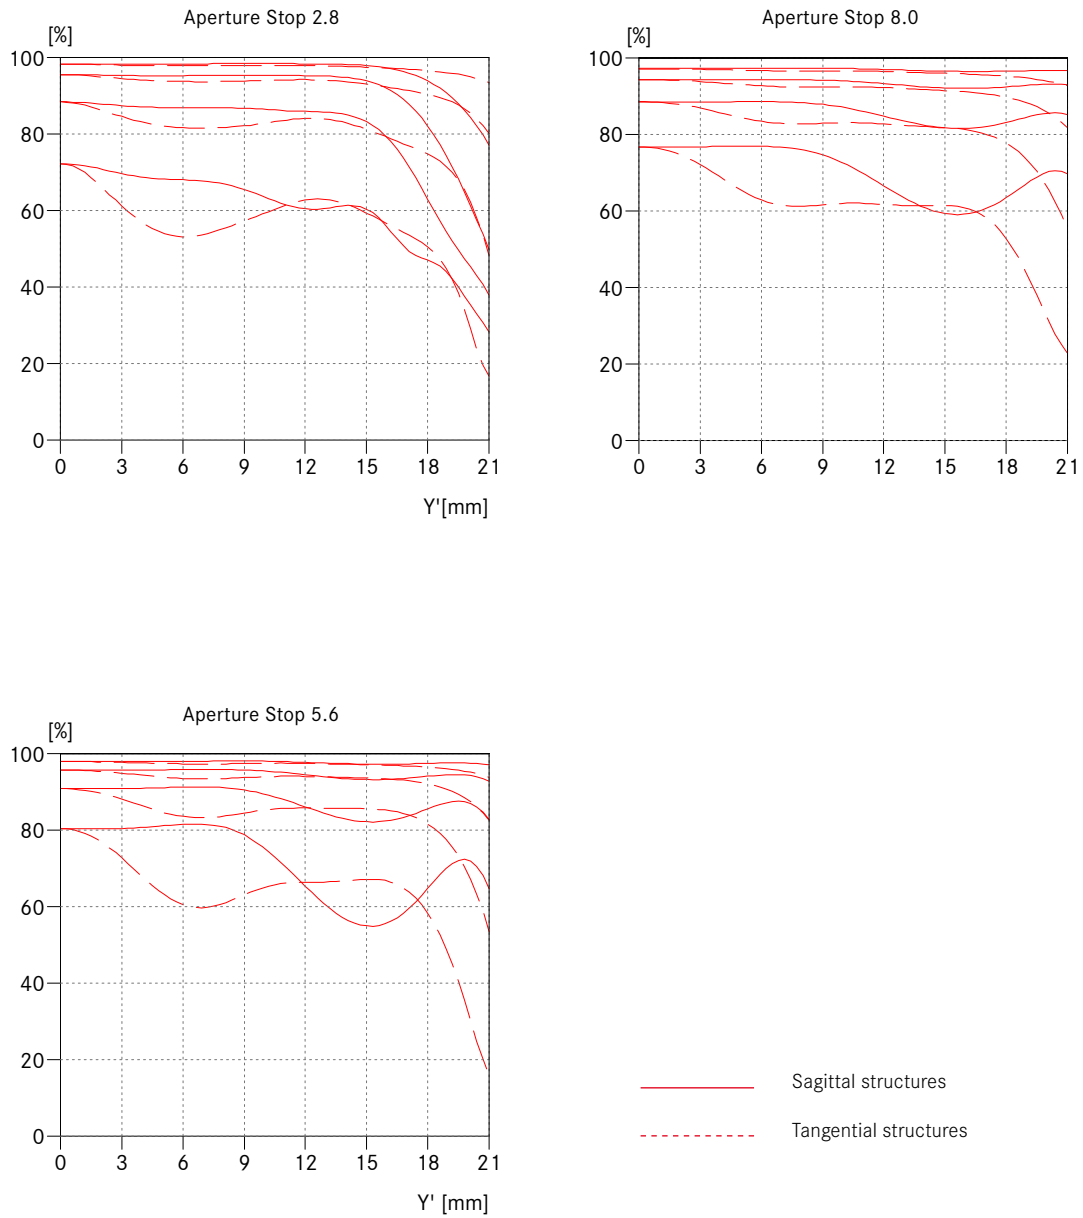 Aperture Stop 2.8
[%]
100
80
60
40
20
0
0 3 6 9 12 15 18 21
Y'[mm]
Aperture Stop 8.0
[%]
100
80
60
40
20
0
0 3 6 9 12 15 18 21
Aperture Stop 5.6
[%]
100
80
60
40
20
0
0 3 6 9 12 15 18 21
Y' [mm]
Sagittal structures
Tangential structures